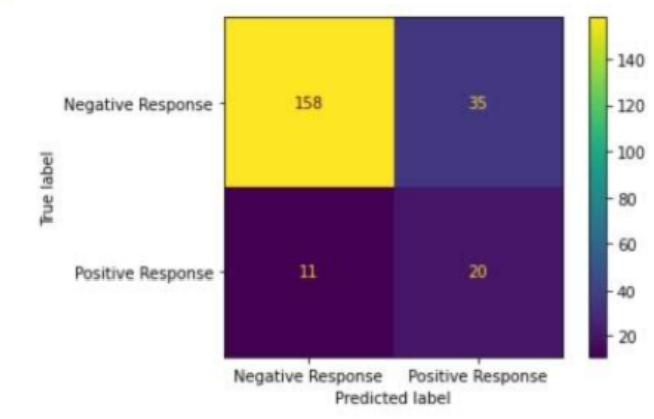 140
Negative Response 158 35
120
100
True label
80
60
Positive Response 11 20
40
20
Negative Response Positive Response
Predicted label